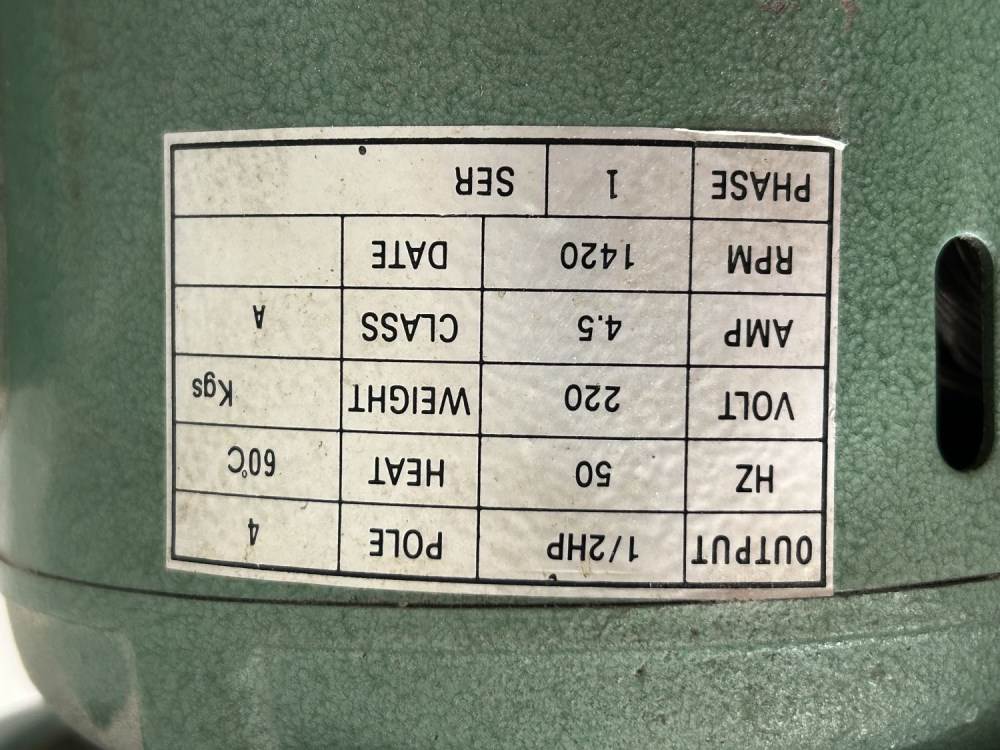 OUTPUT 1/2HP POLE 4
HZ 50 HEAT 60℃
VOLT 220 WEIGHT Kgs
AMP 4.5 CLASS A
RPM 1420 DATE
PHASE 1 SER